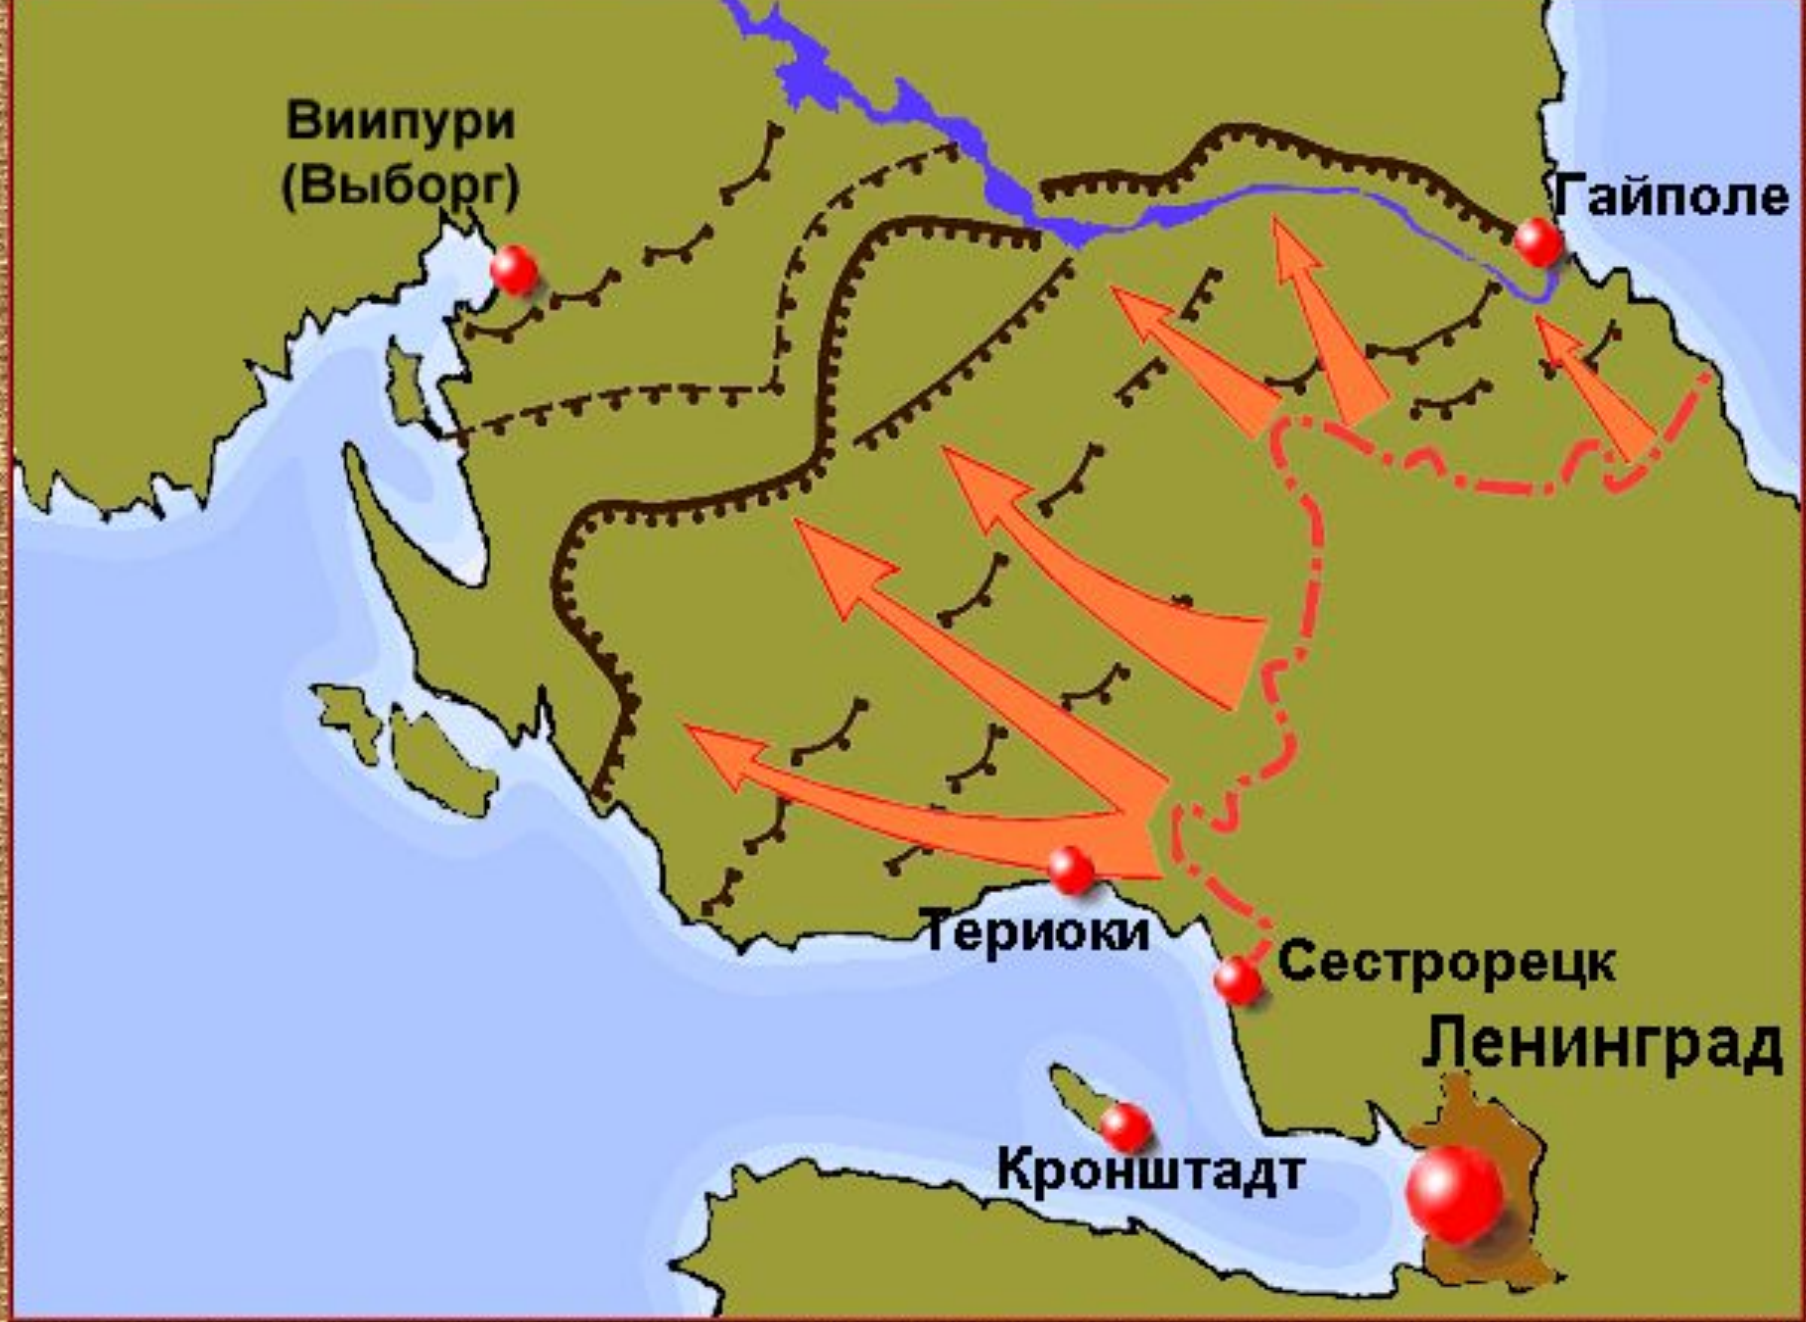 Виипури
(Выборг)
Гайполе
Териоки
Сестрорецк
Ленинград
Кронштадт